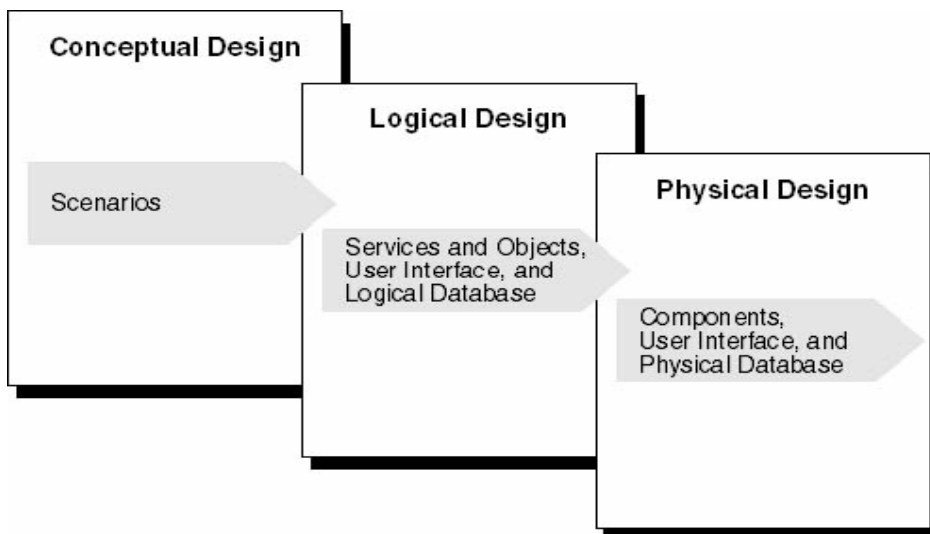 Conceptual Design
Scenarios
Logical Design
Services and Objects,
User Interface, and
Logical Database
Physical Design
Components,
User Interface, and
Physical Database